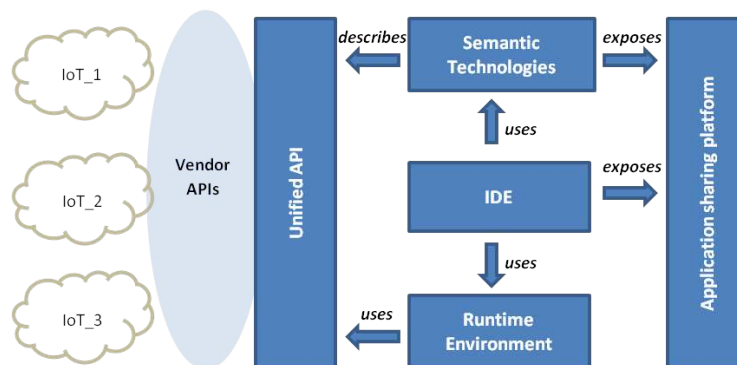 IoT_1
IoT_2
IoT_3
Vendor
APIs
Unified API
describes
Semantic
Technologies
exposes
uses
IDE
exposes
uses
uses
Runtime
Environment
Application sharing platform